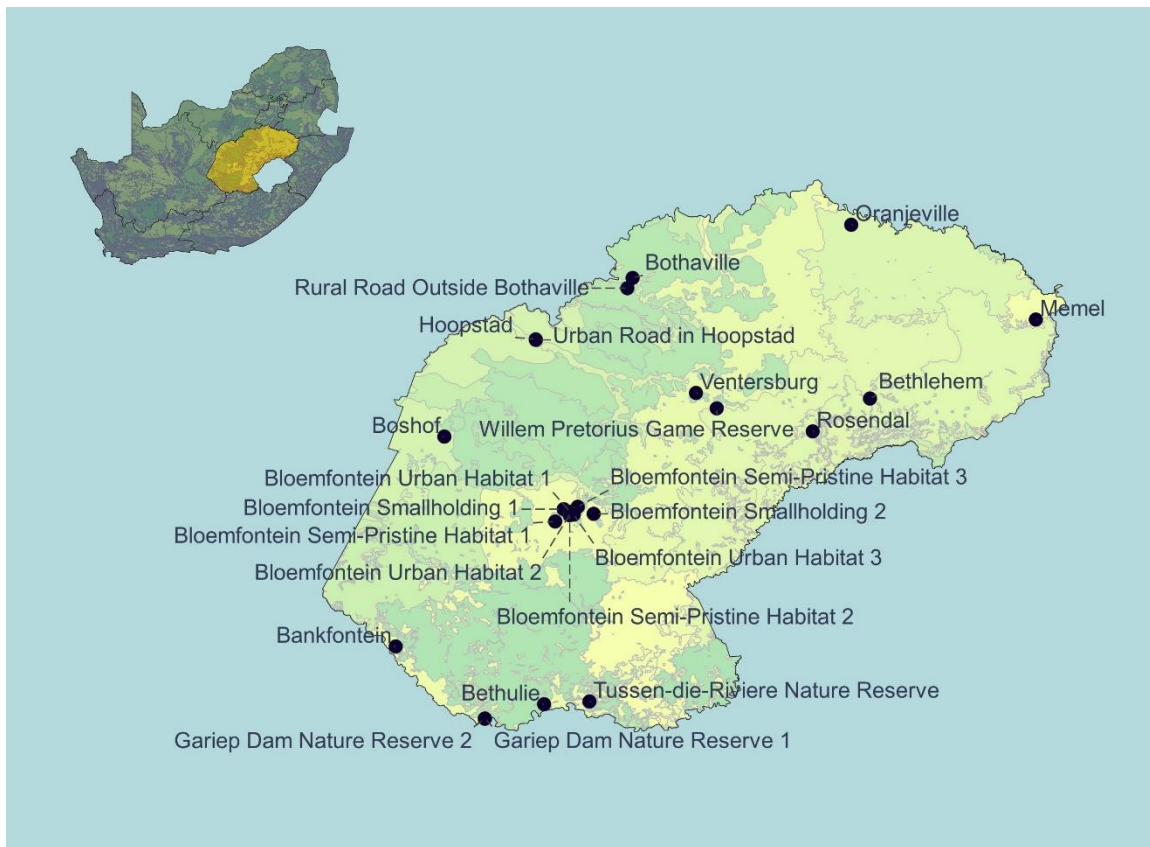 Oranjeville
Bothaville
Rural Road Outside Bothaville
Memel
Hoopstad
Urban Road in Hoopstad
Ventersburg
Bethlehem
Boshof
Willem Pretorius Game Reserve
Rosendal
Bloemfontein Urban Habitat 1
Bloemfontein Semi-Pristine Habitat 3
Bloemfontein Smallholding 1
Bloemfontein Smallholding 2
Bloemfontein Semi-Pristine Habitat 1
Bloemfontein Urban Habitat 3
Bloemfontein Urban Habitat 2
Bloemfontein Semi-Pristine Habitat 2
Bankfontein
Bethulie
Tussen-die-Riviere Nature Reserve
Gariep Dam Nature Reserve 2
Gariep Dam Nature Reserve 1